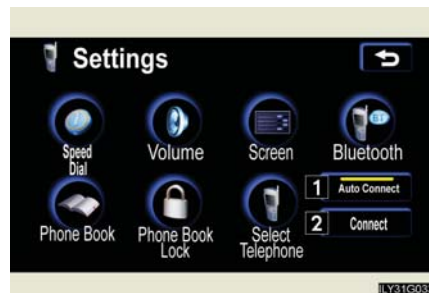 Settings
Speed
Dial
Volume
Screen
Bluetooth
1 Auto Connect
Phone Book
Phone Book
Lock
Select
Telephone
2 Connect
ILY31G03